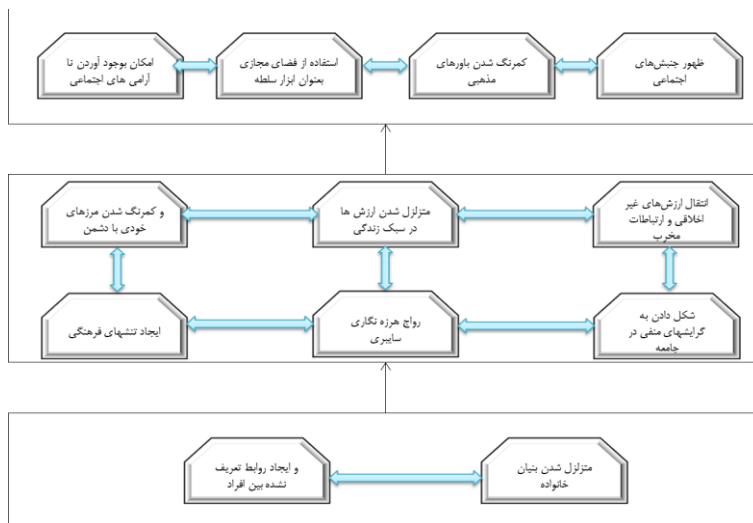 ظهور جنبش‌های
اجتماعی
کمرنگ شدن باورهای
مذهبی
استفاده از فضای مجازی
بعنوان ابزار سلطه
امکان بوجود آوردن نا
آرامی های اجتماعی
انتقال ارزش‌های غیر
اخلاقی و ارتباطات
مخرب
متزلزل شدن ارزش ها
در سبک زندگی
و کمرنگ شدن مرزهای
خودی با دشمن
شکل دادن به
گرایشهای منفی در
جامعه
رواج هرزه نگاری
سایبری
ایجاد تنشهای فرهنگی
متزلزل شدن بنیان
خانواده
و ایجاد روابط تعریف
نشده بین افراد